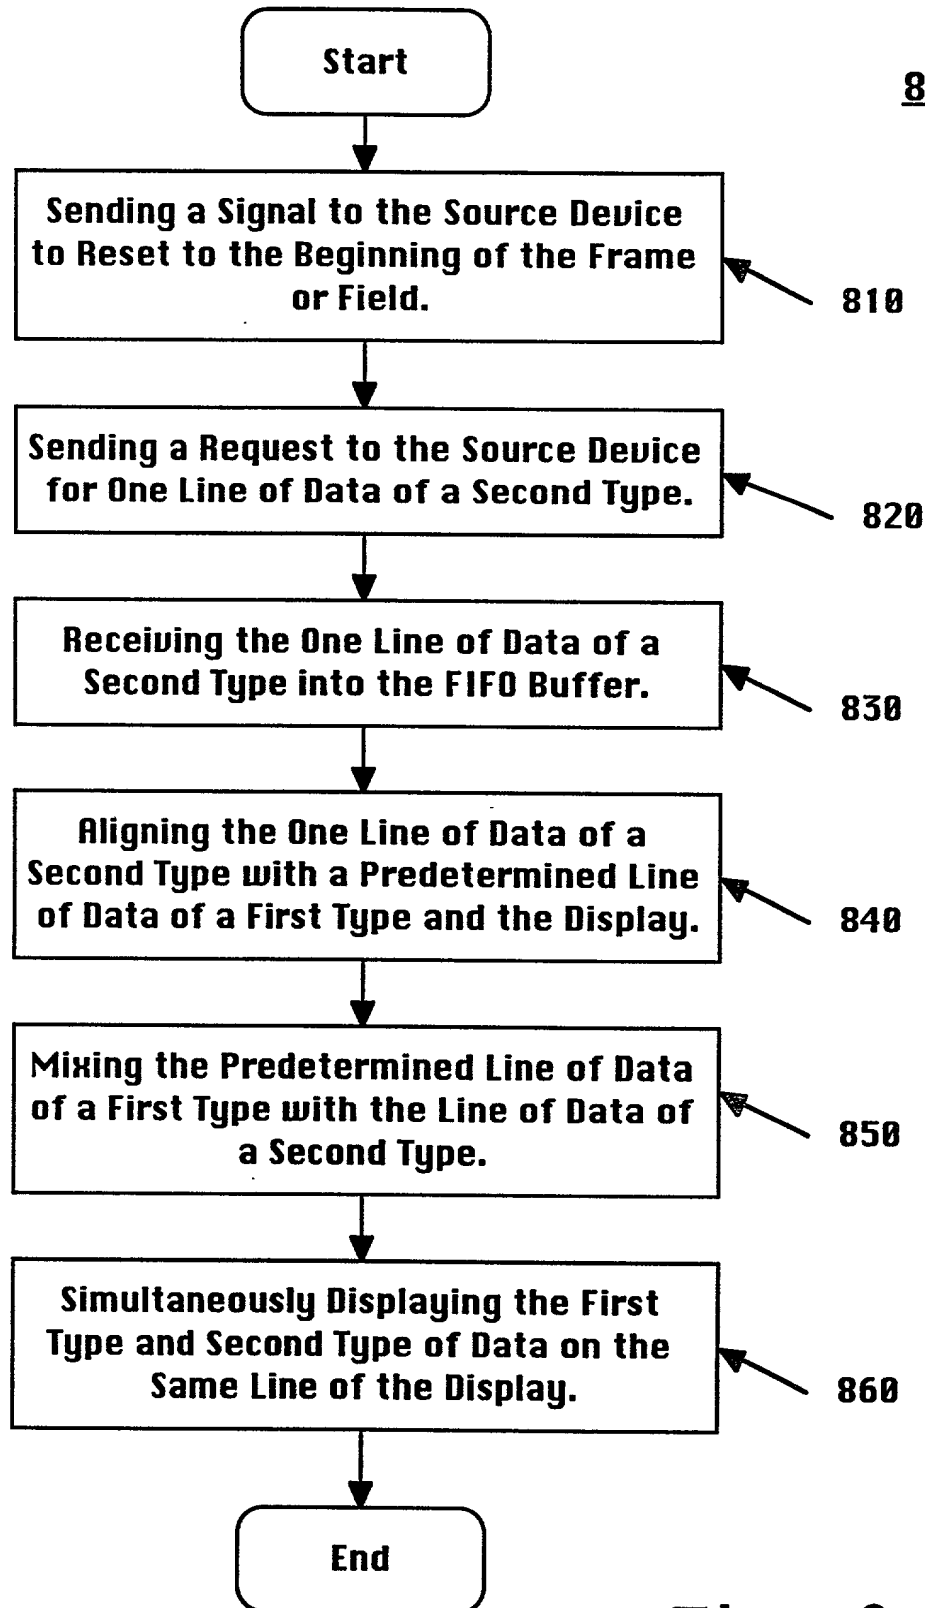 Start
8
Sending a Signal to the Source Device
to Reset to the Beginning of the Frame
or Field.
810
Sending a Request to the Source Device
for One Line of Data of a Second Type.
820
Receiving the One Line of Data of a
Second Type into the FIFO Buffer.
830
Aligning the One Line of Data of a
Second Type with a Predetermined Line
of Data of a First Type and the Display.
840
Mixing the Predetermined Line of Data
of a First Type with the Line of Data of
a Second Type.
850
Simultaneously Displaying the First
Type and Second Type of Data on the
Same Line of the Display.
860
End